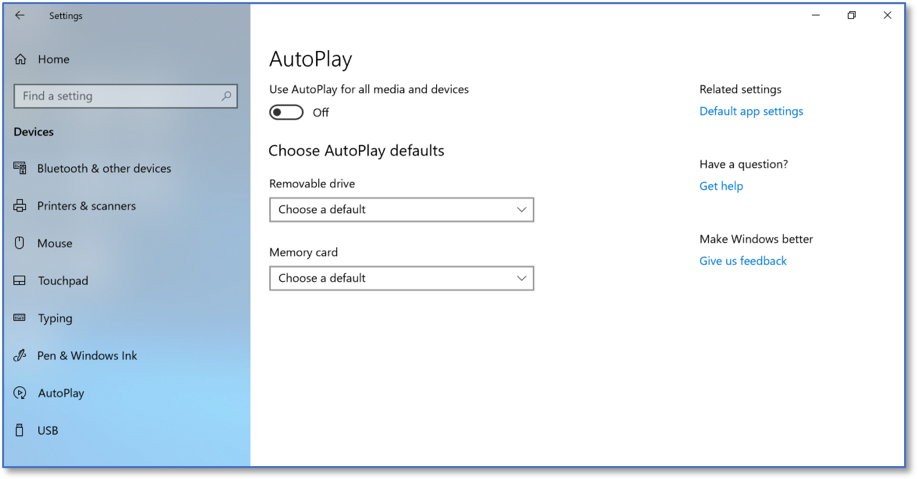 Settings
Home
Find a setting
Devices
Bluetooth & other devices
Printers & scanners
Mouse
Touchpad
Typing
Pen & Windows Ink
AutoPlay
USB
AutoPlay
Use AutoPlay for all media and devices
Off
Choose AutoPlay defaults
Removable drive
Choose a default
Memory card
Choose a default
Related settings
Default app settings
Have a question?
Get help
Make Windows better
Give us feedback